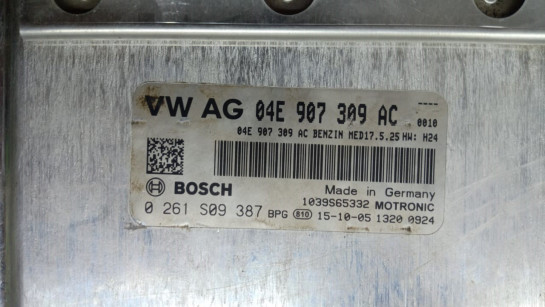 VW AG 04E 907 309 AC ---- 0010
04E 907 309 AC BENZIN MED17.5.25 HW: H24
BOSCH Made in Germany
1039S65332 MOTRONIC
0 261 S09 387 BPG 810 15-10-05 1320 0924